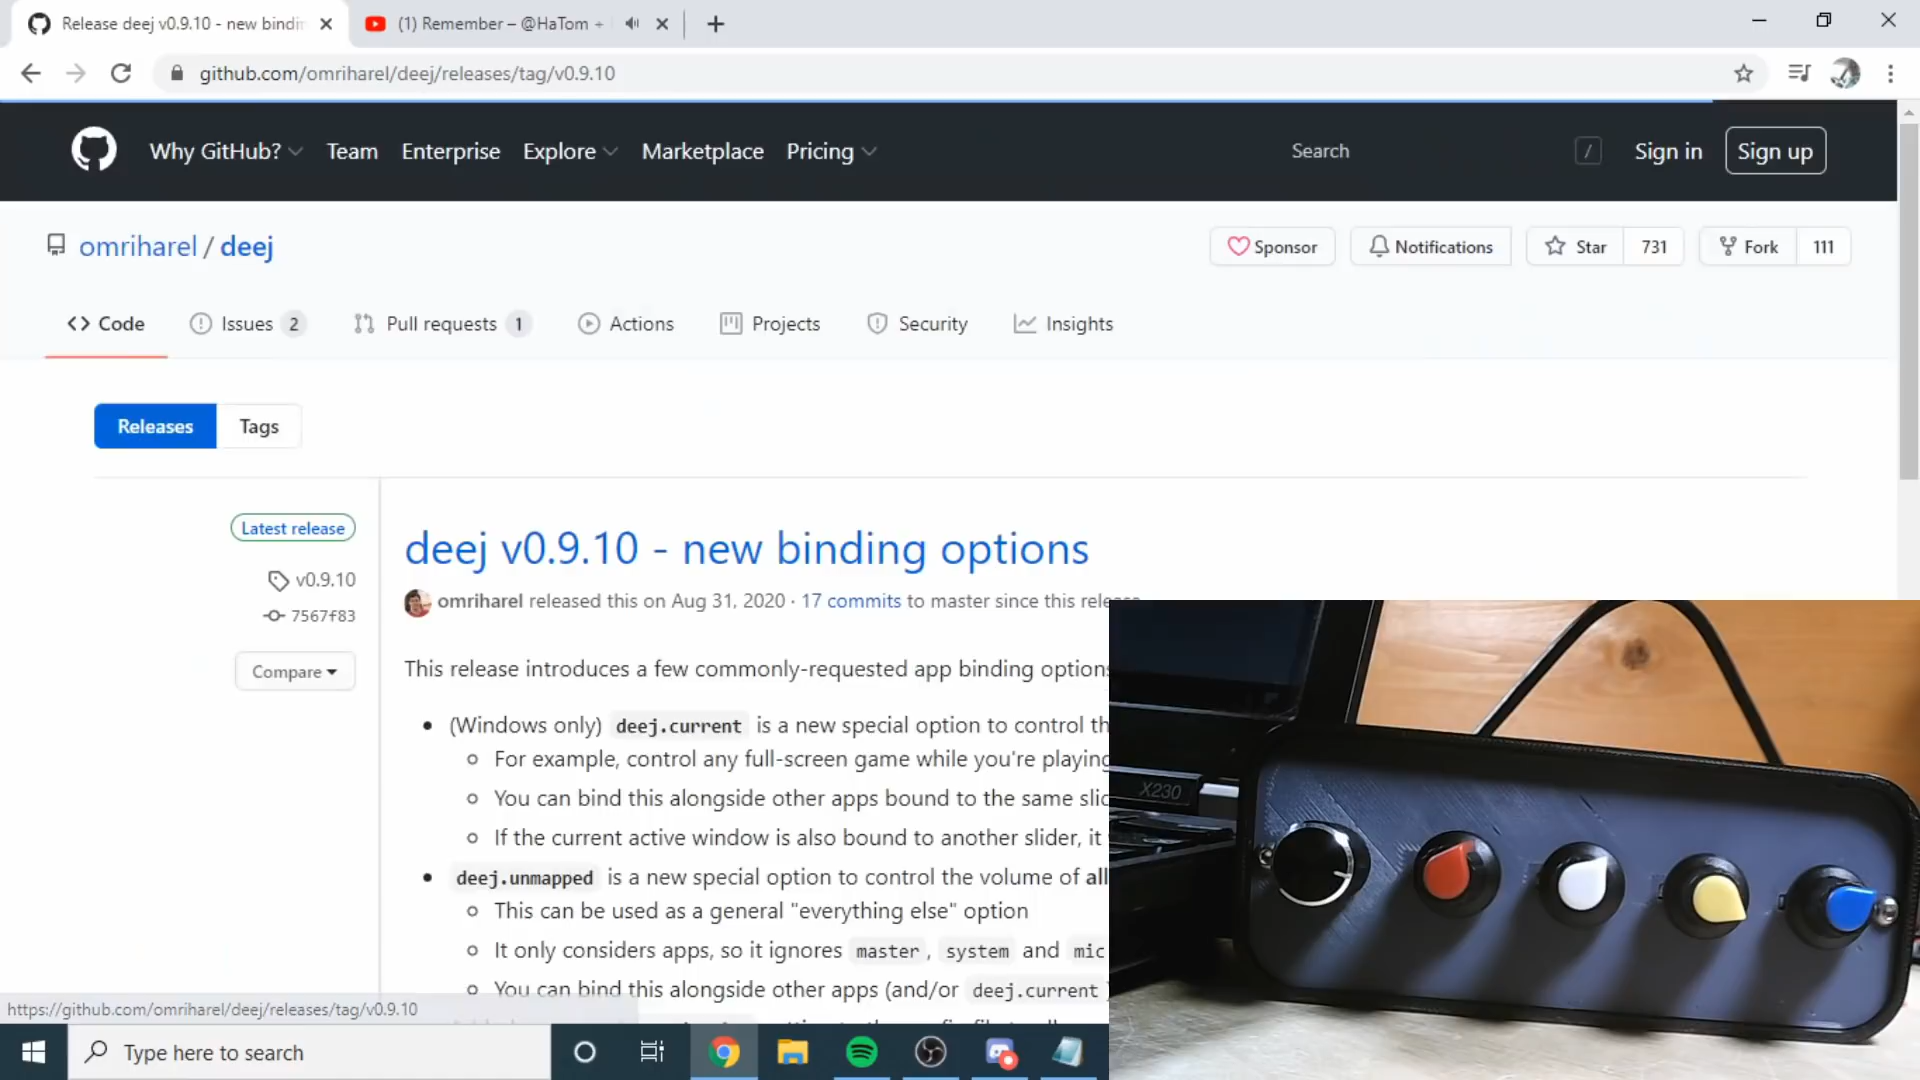 Release deej v0.9.10 - new bindin
(1) Remember – @HaTom +
github.com/omriharel/deej/releases/tag/v0.9.10
Why GitHub? Team Enterprise Explore Marketplace Pricing Search / Sign in Sign up
omriharel / deej Sponsor Notifications Star 731 Fork 111
Code Issues 2 Pull requests 1 Actions Projects Security Insights
Releases Tags
Latest release
v0.9.10
7567f83
Compare
deej v0.9.10 - new binding options
omriharel released this on Aug 31, 2020 · 17 commits to master since this release
This release introduces a few commonly-requested app binding options
(Windows only) deej.current is a new special option to control th
For example, control any full-screen game while you're playing
You can bind this alongside other apps bound to the same slid
If the current active window is also bound to another slider, it
deej.unmapped is a new special option to control the volume of all
This can be used as a general "everything else" option
It only considers apps, so it ignores master, system and mic
You can bind this alongside other apps (and/or deej.current)
https://github.com/omriharel/deej/releases/tag/v0.9.10
Type here to search
X230